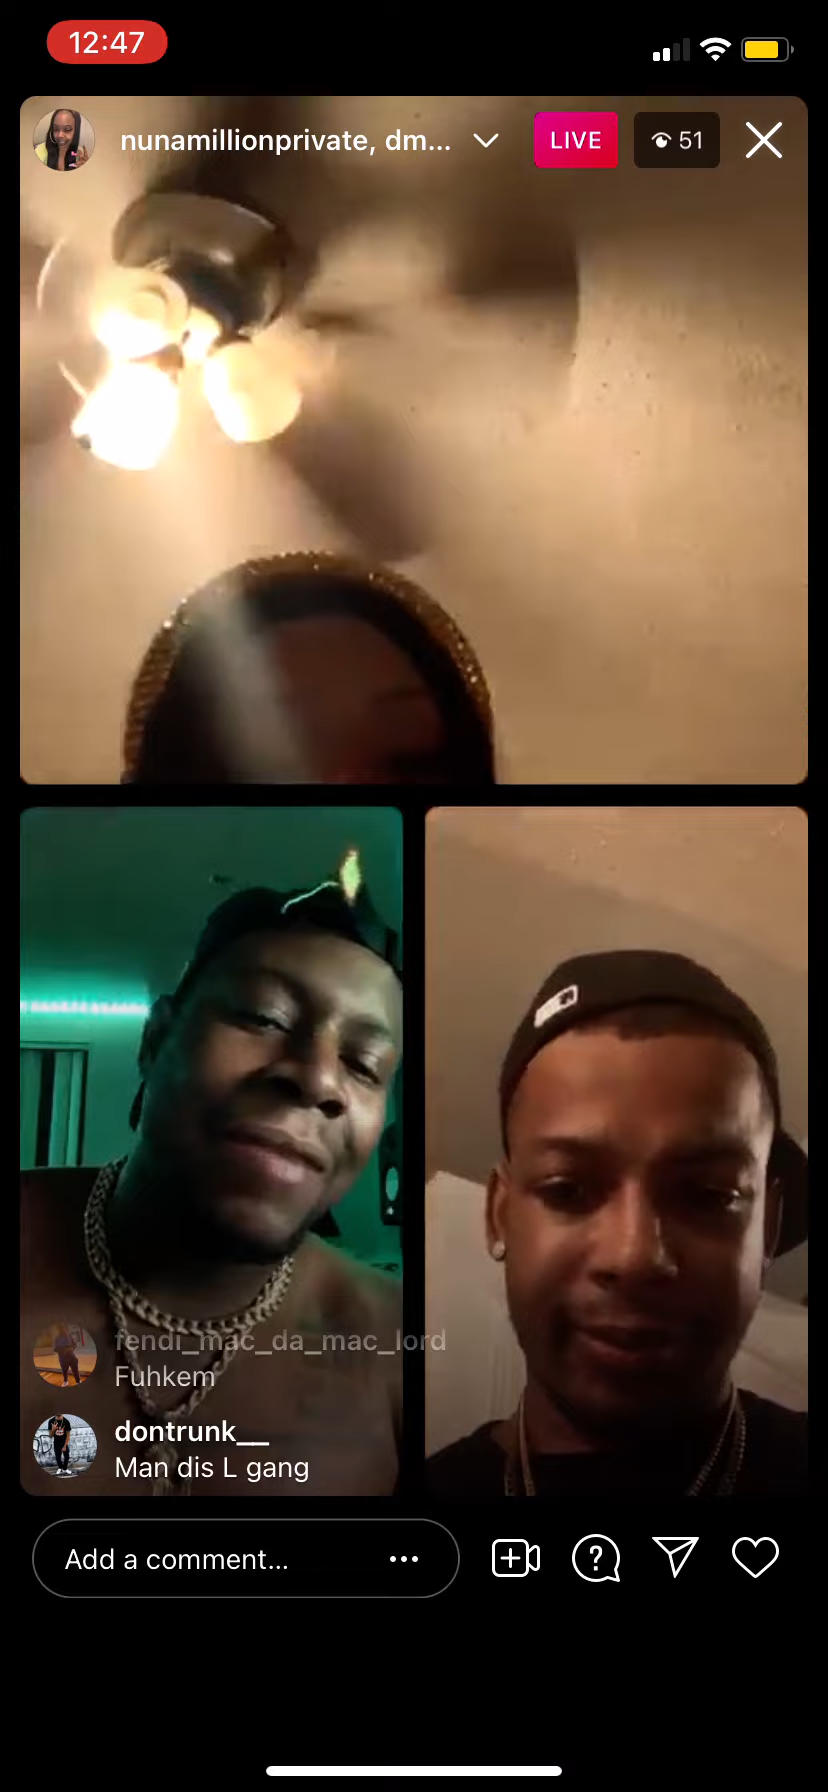 12:47
nunamillionprivate, dm...
LIVE
51
fendi_mac_da_mac_lord
Fuhkem
dontrunk__
Man dis L gang
Add a comment...